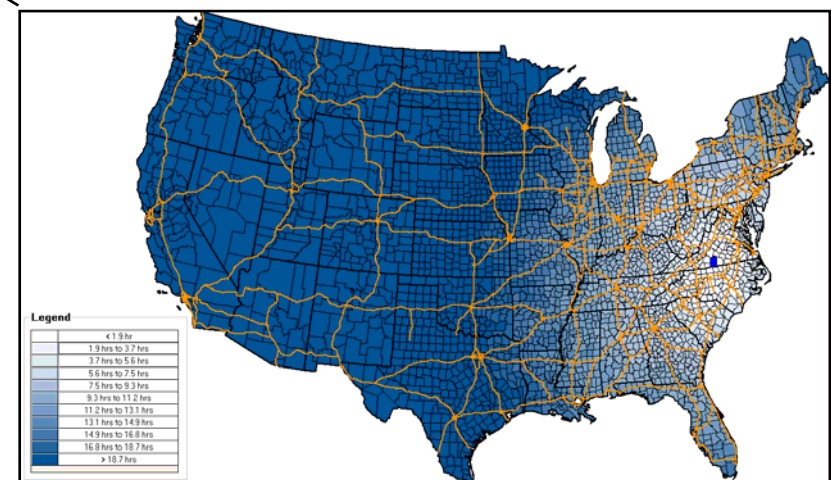 Legend
< 1.9 hr
1.9 hrs to 3.7 hrs
3.7 hrs to 5.6 hrs
5.6 hrs to 7.5 hrs
7.5 hrs to 9.3 hrs
9.3 hrs to 11.2 hrs
11.2 hrs to 13.1 hrs
13.1 hrs to 14.9 hrs
14.9 hrs to 16.8 hrs
16.8 hrs to 18.7 hrs
> 18.7 hrs